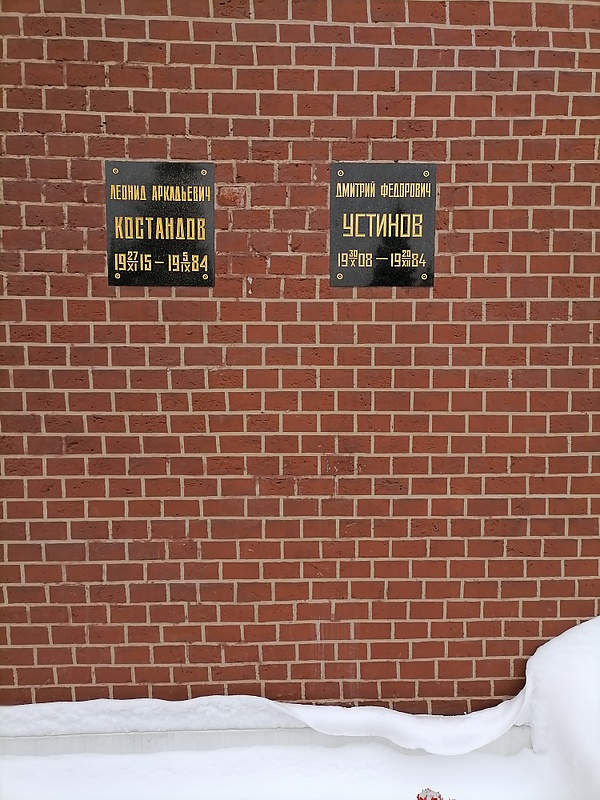 ЛЕОНИД АРКАДЬЕВИЧ
КОСТАНДОВ
19 27/XI 15 – 19 5/IX 84
ДМИТРИЙ ФЕДОРОВИЧ
УСТИНОВ
19 30/X 08 – 19 20/XII 84